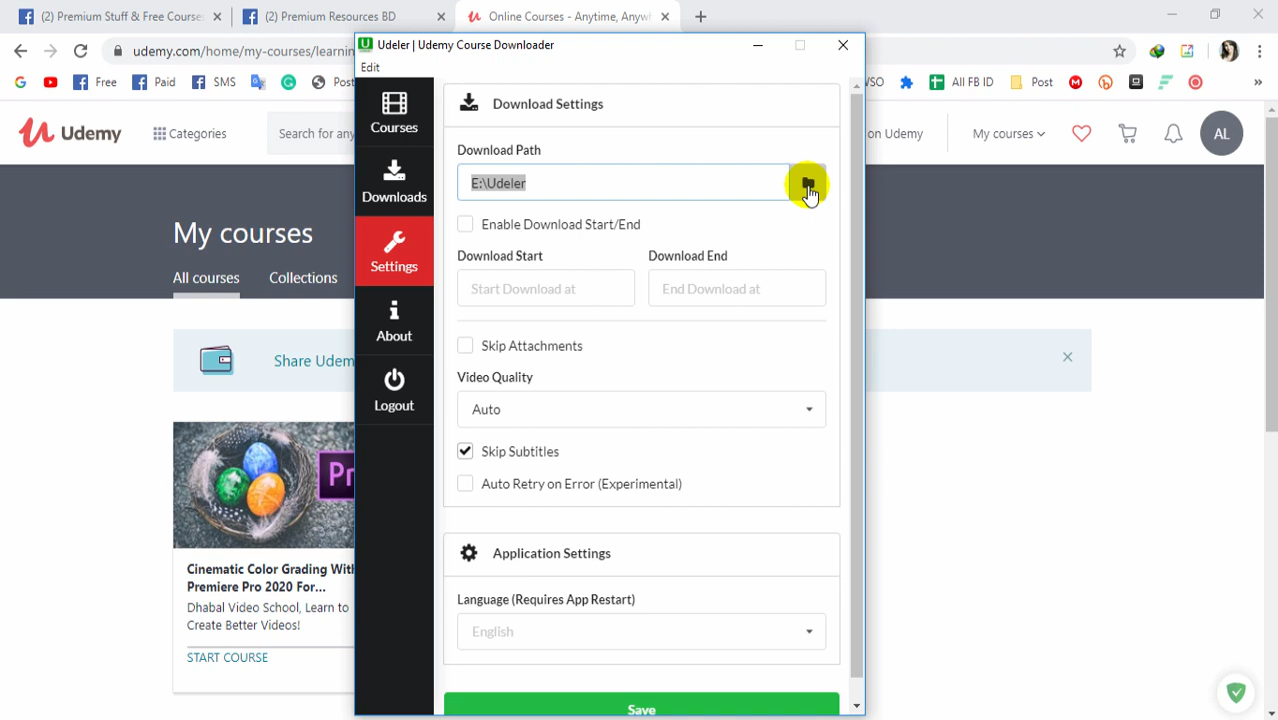 (2) Premium Stuff & Free Courses
(2) Premium Resources BD
Online Courses - Anytime, Anyw
udemy.com/home/my-courses/learnin
Free
Paid
SMS
Post
All FB ID
Post
Udeler | Udemy Course Downloader
Edit
Udemy
Categories
Search for any
on Udemy
My courses
AL
My courses
All courses
Collections
Share Udem
Cinematic Color Grading With
Premiere Pro 2020 For...
Dhabal Video School, Learn to
Create Better Videos!
START COURSE
Pr
Courses
Downloads
Settings
About
Logout
Download Settings
Download Path
E:\Udeler
Enable Download Start/End
Download Start
Download End
Start Download at
End Download at
Skip Attachments
Video Quality
Auto
Skip Subtitles
Auto Retry on Error (Experimental)
Application Settings
Language (Requires App Restart)
English
Save